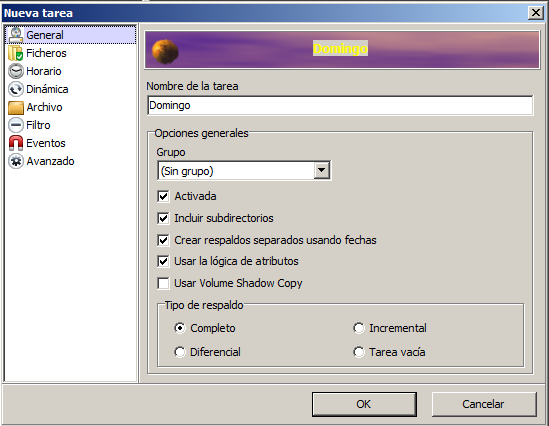 Nueva tarea
General
Ficheros
Horario
Dinámica
Archivo
Filtro
Eventos
Avanzado
Domingo
Nombre de la tarea
Domingo
Opciones generales
Grupo
(Sin grupo)
Activada
Incluir subdirectorios
Crear respaldos separados usando fechas
Usar la lógica de atributos
Usar Volume Shadow Copy
Tipo de respaldo
Completo Incremental
Diferencial Tarea vacía
OK Cancelar